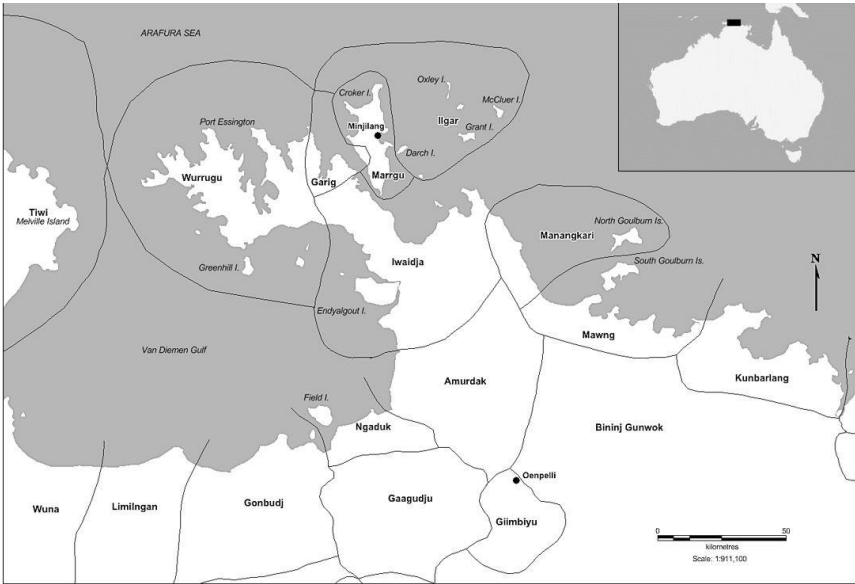 ARAFURA SEA
Oxley I.
Croker I.
McCluer I.
Port Essington
Minjilang
Ilgar
Grant I.
Darch I.
Wurrugu
Garig
Marrgu
Tiwi
Melville Island
North Goulburn Is.
Manangkari
Iwaidja
South Goulburn Is.
N
Greenhill I.
Endyalgout I.
Mawng
Van Diemen Gulf
Amurdak
Kunbarlang
Field I.
Ngaduk
Bininj Gunwok
Oenpelli
Wuna
Limilngan
Gonbudj
Gaagudju
Giimbiyu
0 50
kilometres
Scale: 1:911,100